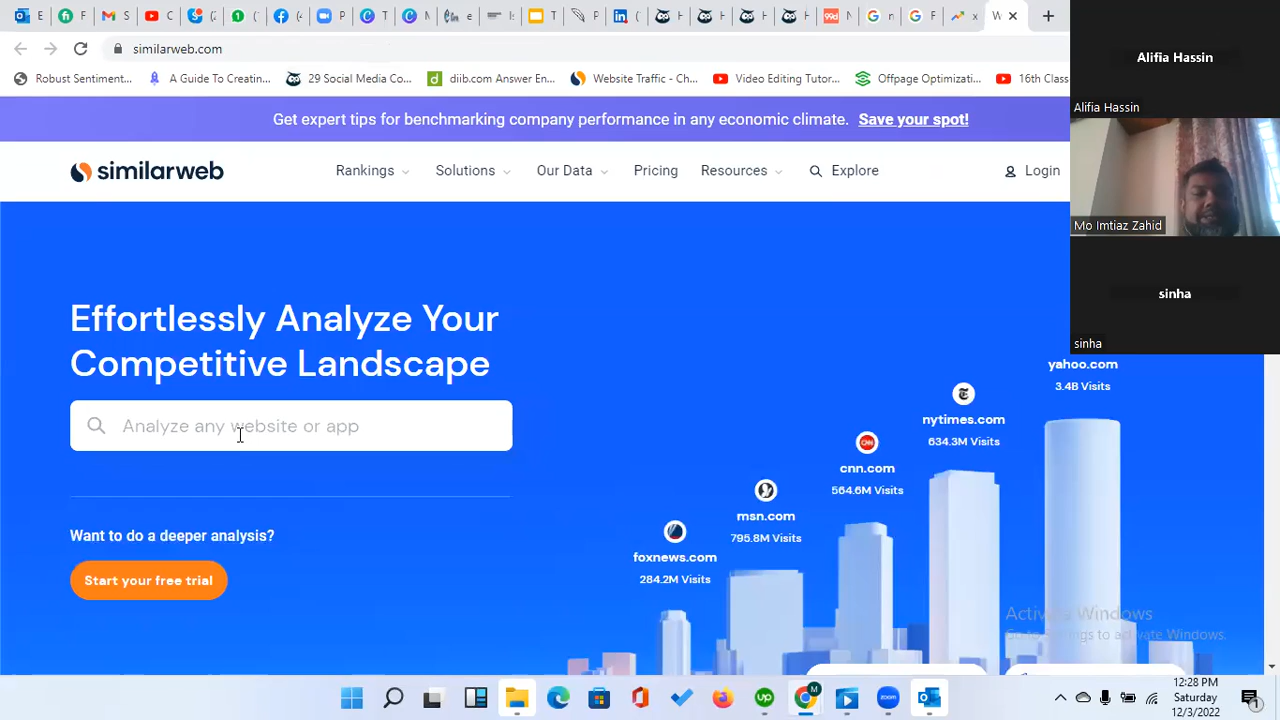 similarweb.com
Robust Sentiment...
A Guide To Creatin...
29 Social Media Co...
diib.com Answer En...
Website Traffic - Ch...
Video Editing Tutor...
Offpage Optimizati...
16th Class
Get expert tips for benchmarking company performance in any economic climate. Save your spot!
similarweb
Rankings
Solutions
Our Data
Pricing
Resources
Explore
Login
Effortlessly Analyze Your
Competitive Landscape
Analyze any website or app
Want to do a deeper analysis?
Start your free trial
foxnews.com
284.2M Visits
msn.com
795.8M Visits
cnn.com
564.6M Visits
nytimes.com
634.3M Visits
yahoo.com
3.4B Visits
Alifia Hassin
Alifia Hassin
Mo Imtiaz Zahid
sinha
sinha
Activate Windows
Go to Settings to activate Windows.
12:28 PM
Saturday
12/3/2022